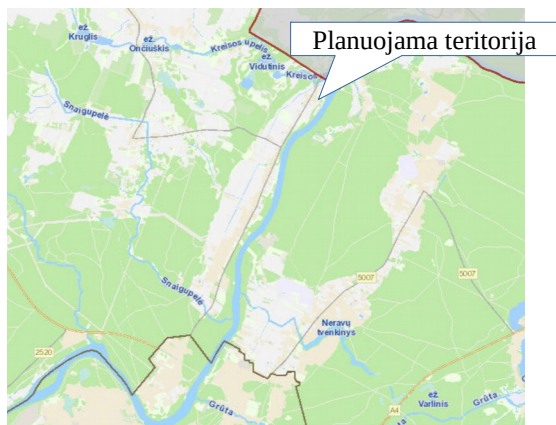 Planuojama teritorija
ež.
Kruglis
ež.
Ončiuškis
Kreisos upelis
ež.
Vidutinis
Kreisos
Snaigupelė
5007
5007
Snaigupelė
Neravų
tvenkinys
2520
ež.
Varlinis
Grūta
A4
Grūta